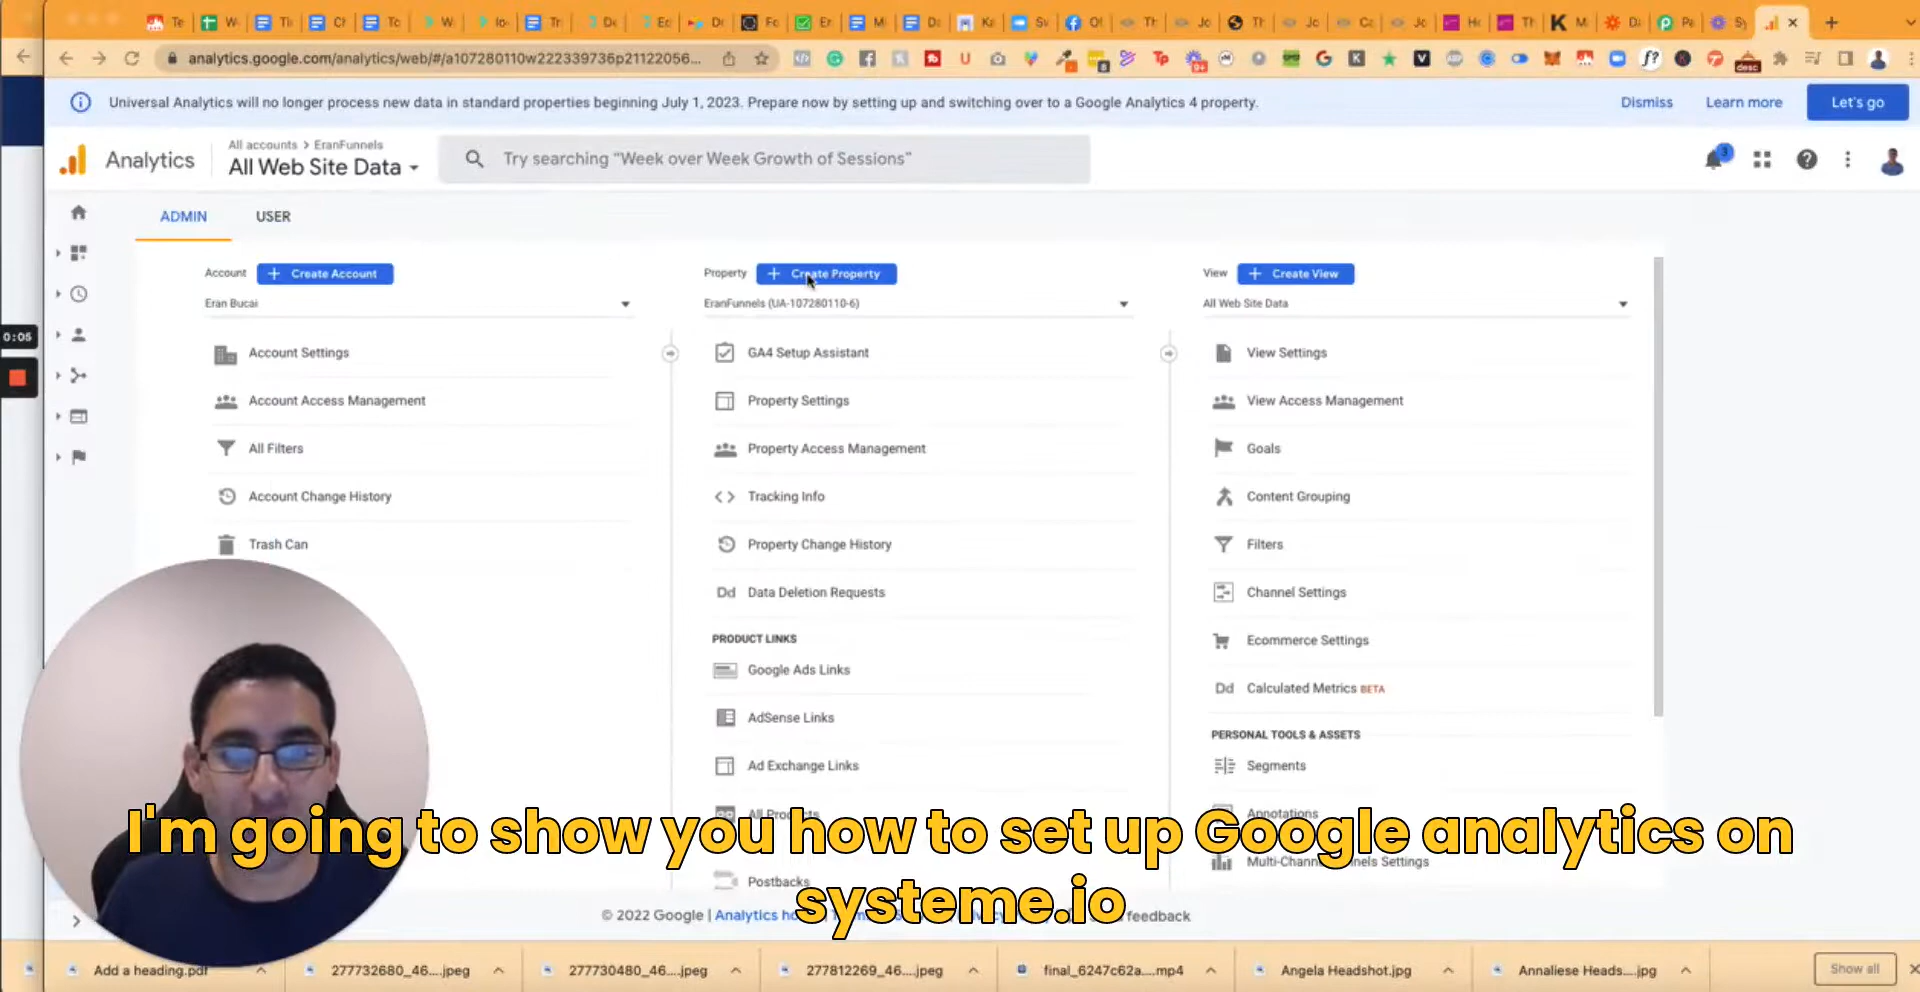 analytics.google.com/analytics/web/#/a107280110w222339736p21122056...
Universal Analytics will no longer process new data in standard properties beginning July 1, 2023. Prepare now by setting up and switching over to a Google Analytics 4 property.
Dismiss
Learn more
Let's go
Analytics
All accounts > EranFunnels
All Web Site Data
Try searching "Week over Week Growth of Sessions"
3
ADMIN
USER
Account
+ Create Account
Property
+ Create Property
View
+ Create View
Eran Bucai
EranFunnels (UA-107280110-6)
All Web Site Data
0:05
Account Settings
Account Access Management
All Filters
Account Change History
Trash Can
GA4 Setup Assistant
Property Settings
Property Access Management
Tracking Info
Property Change History
Dd Data Deletion Requests
PRODUCT LINKS
Google Ads Links
AdSense Links
Ad Exchange Links
All Products
Postbacks
View Settings
View Access Management
Goals
Content Grouping
Filters
Channel Settings
Ecommerce Settings
Dd Calculated Metrics BETA
PERSONAL TOOLS & ASSETS
Segments
Annotations
I'm going to show you how to set up Google analytics on
systeme.io
© 2022 Google | Analytics
feedback
Add a heading.pdf
277732680_46....jpeg
277730480_46....jpeg
277812269_46....jpeg
final_6247c62a....mp4
Angela Headshot.jpg
Annaliese Heads....jpg
Show all